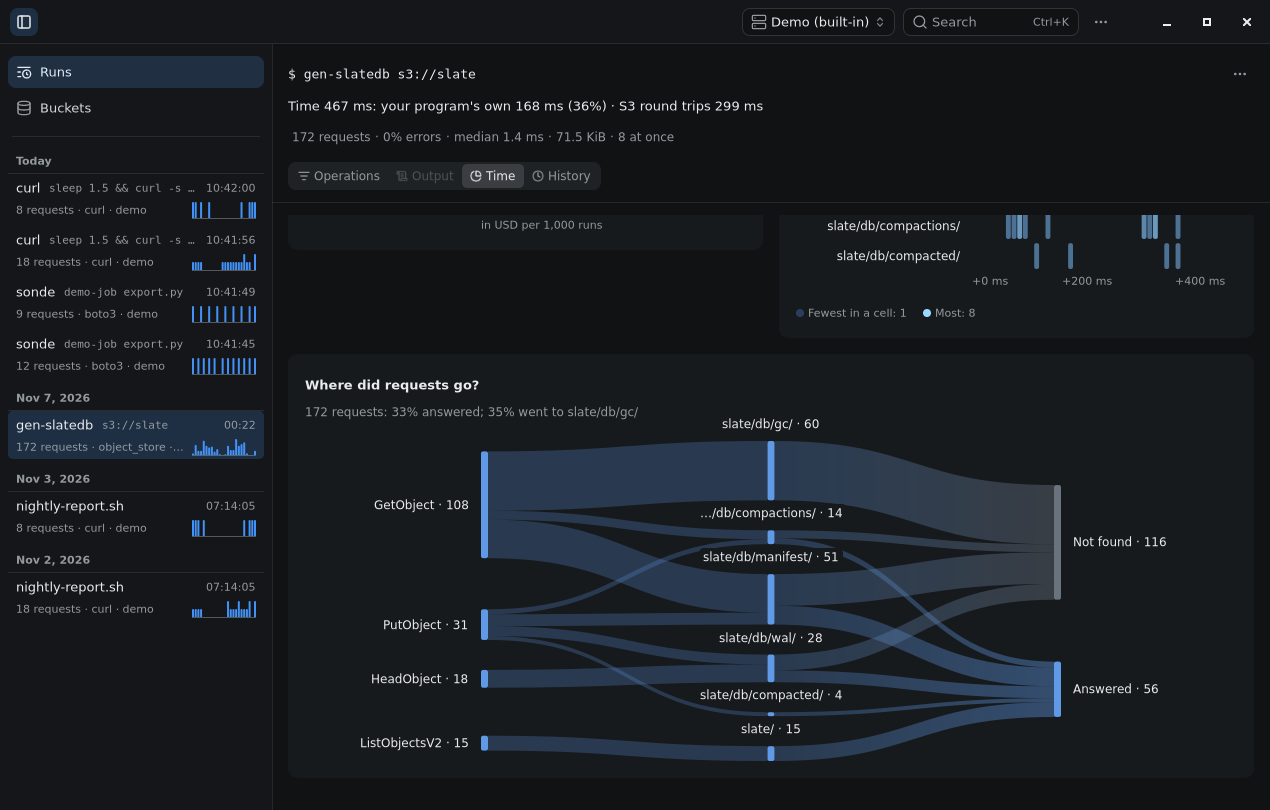 Demo (built-in)
Search Ctrl+K
Runs
Buckets
Today
curl sleep 1.5 && curl -s … 10:42:00
8 requests · curl · demo
curl sleep 1.5 && curl -s … 10:41:56
18 requests · curl · demo
sonde demo-job export.py 10:41:49
9 requests · boto3 · demo
sonde demo-job export.py 10:41:45
12 requests · boto3 · demo
Nov 7, 2026
gen-slatedb s3://slate 00:22
172 requests · object_store ·…
Nov 3, 2026
nightly-report.sh 07:14:05
8 requests · curl · demo
Nov 2, 2026
nightly-report.sh 07:14:05
18 requests · curl · demo
$ gen-slatedb s3://slate
Time 467 ms: your program's own 168 ms (36%) · S3 round trips 299 ms
172 requests · 0% errors · median 1.4 ms · 71.5 KiB · 8 at once
Operations Output Time History
in USD per 1,000 runs
slate/db/compactions/
slate/db/compacted/
+0 ms +200 ms +400 ms
Fewest in a cell: 1 Most: 8
Where did requests go?
172 requests: 33% answered; 35% went to slate/db/gc/
slate/db/gc/ · 60
GetObject · 108
…/db/compactions/ · 14
Not found · 116
slate/db/manifest/ · 51
PutObject · 31
slate/db/wal/ · 28
HeadObject · 18
Answered · 56
slate/db/compacted/ · 4
slate/ · 15
ListObjectsV2 · 15